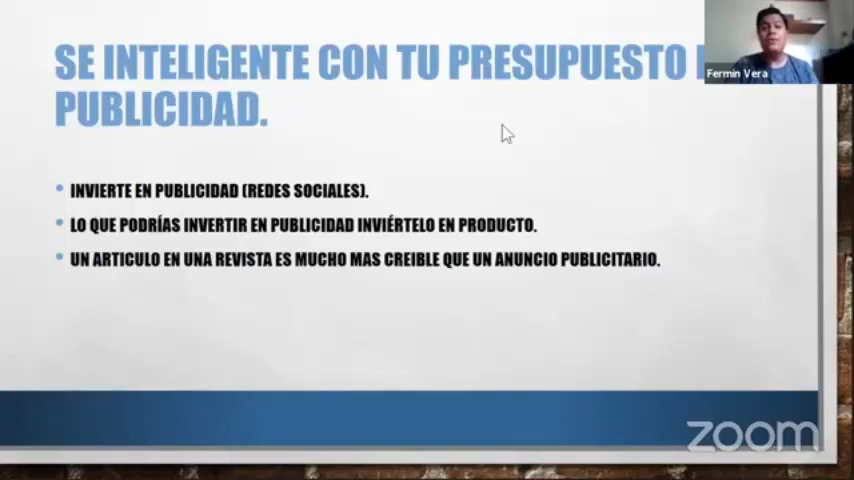 SE INTELIGENTE CON TU PRESUPUESTO
PUBLICIDAD.
Fermin Vera
• INVIERTE EN PUBLICIDAD (REDES SOCIALES).
• LO QUE PODRÍAS INVERTIR EN PUBLICIDAD INVIÉRTELO EN PRODUCTO.
• UN ARTICULO EN UNA REVISTA ES MUCHO MAS CREIBLE QUE UN ANUNCIO PUBLICITARIO.
zoom